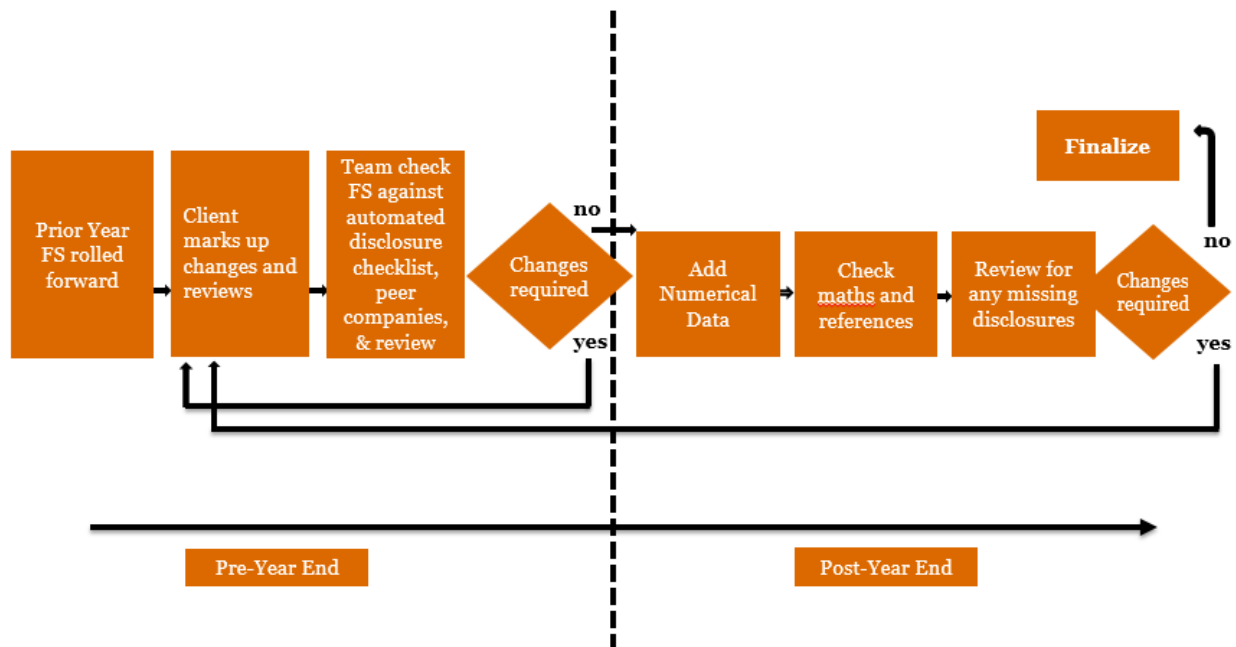 Prior Year
FS rolled
forward
Client
marks up
changes and
reviews
Team check
FS against
automated
disclosure
checklist,
peer
companies,
& review
Changes
required
no
yes
Add
Numerical
Data
Check
maths and
references
Review for
any missing
disclosures
Changes
required
no
yes
Finalize
Pre-Year End
Post-Year End